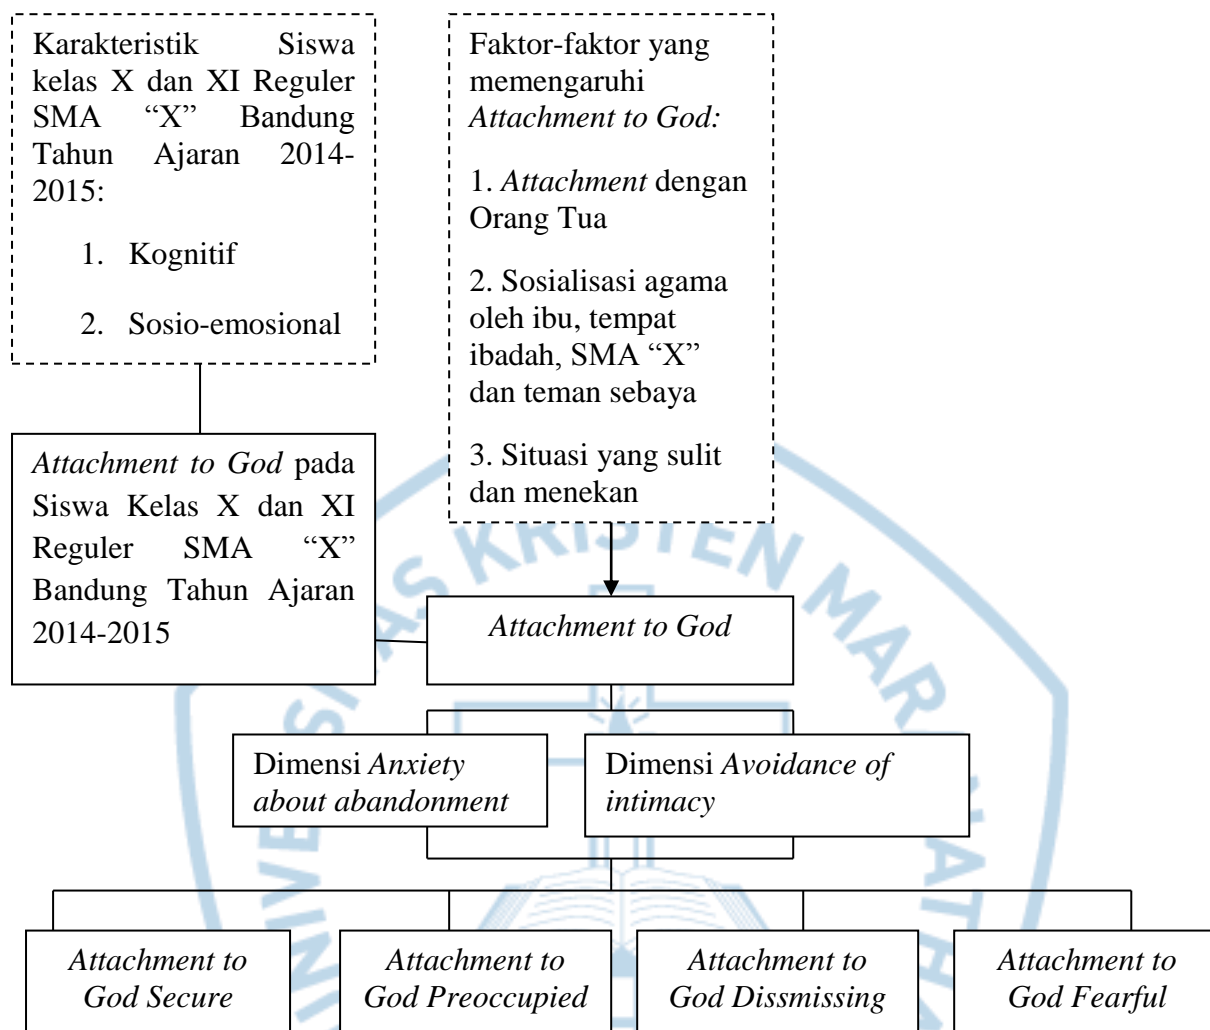 Karakteristik Siswa
kelas X dan XI Reguler
SMA “X” Bandung
Tahun Ajaran 2014-
2015:
1. Kognitif
2. Sosio-emosional
Faktor-faktor yang
memengaruhi
Attachment to God:
1. Attachment dengan
Orang Tua
2. Sosialisasi agama
oleh ibu, tempat
ibadah, SMA “X”
dan teman sebaya
3. Situasi yang sulit
dan menekan
Attachment to God pada
Siswa Kelas X dan XI
Reguler SMA “X”
Bandung Tahun Ajaran
2014-2015
Attachment to God
Dimensi Anxiety
about abandonment
Dimensi Avoidance of
intimacy
Attachment to
God Secure
Attachment to
God Preoccupied
Attachment to
God Dissmissing
Attachment to
God Fearful
KRISTEN